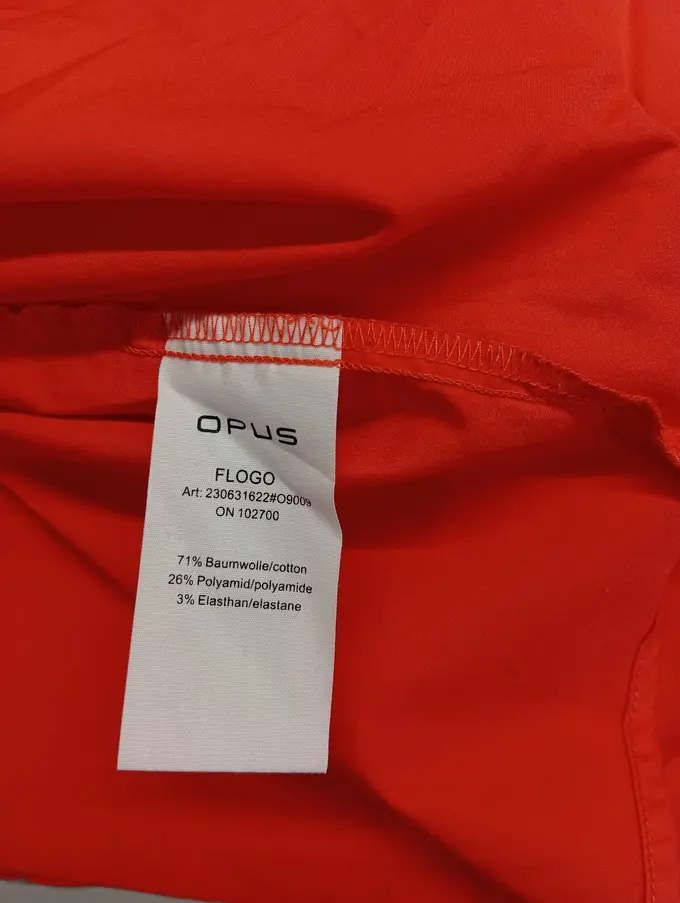 OPUS
FLOGO
Art: 230631622#O9009
ON 102700
71% Baumwolle/cotton
26% Polyamid/polyamide
3% Elasthan/elastane